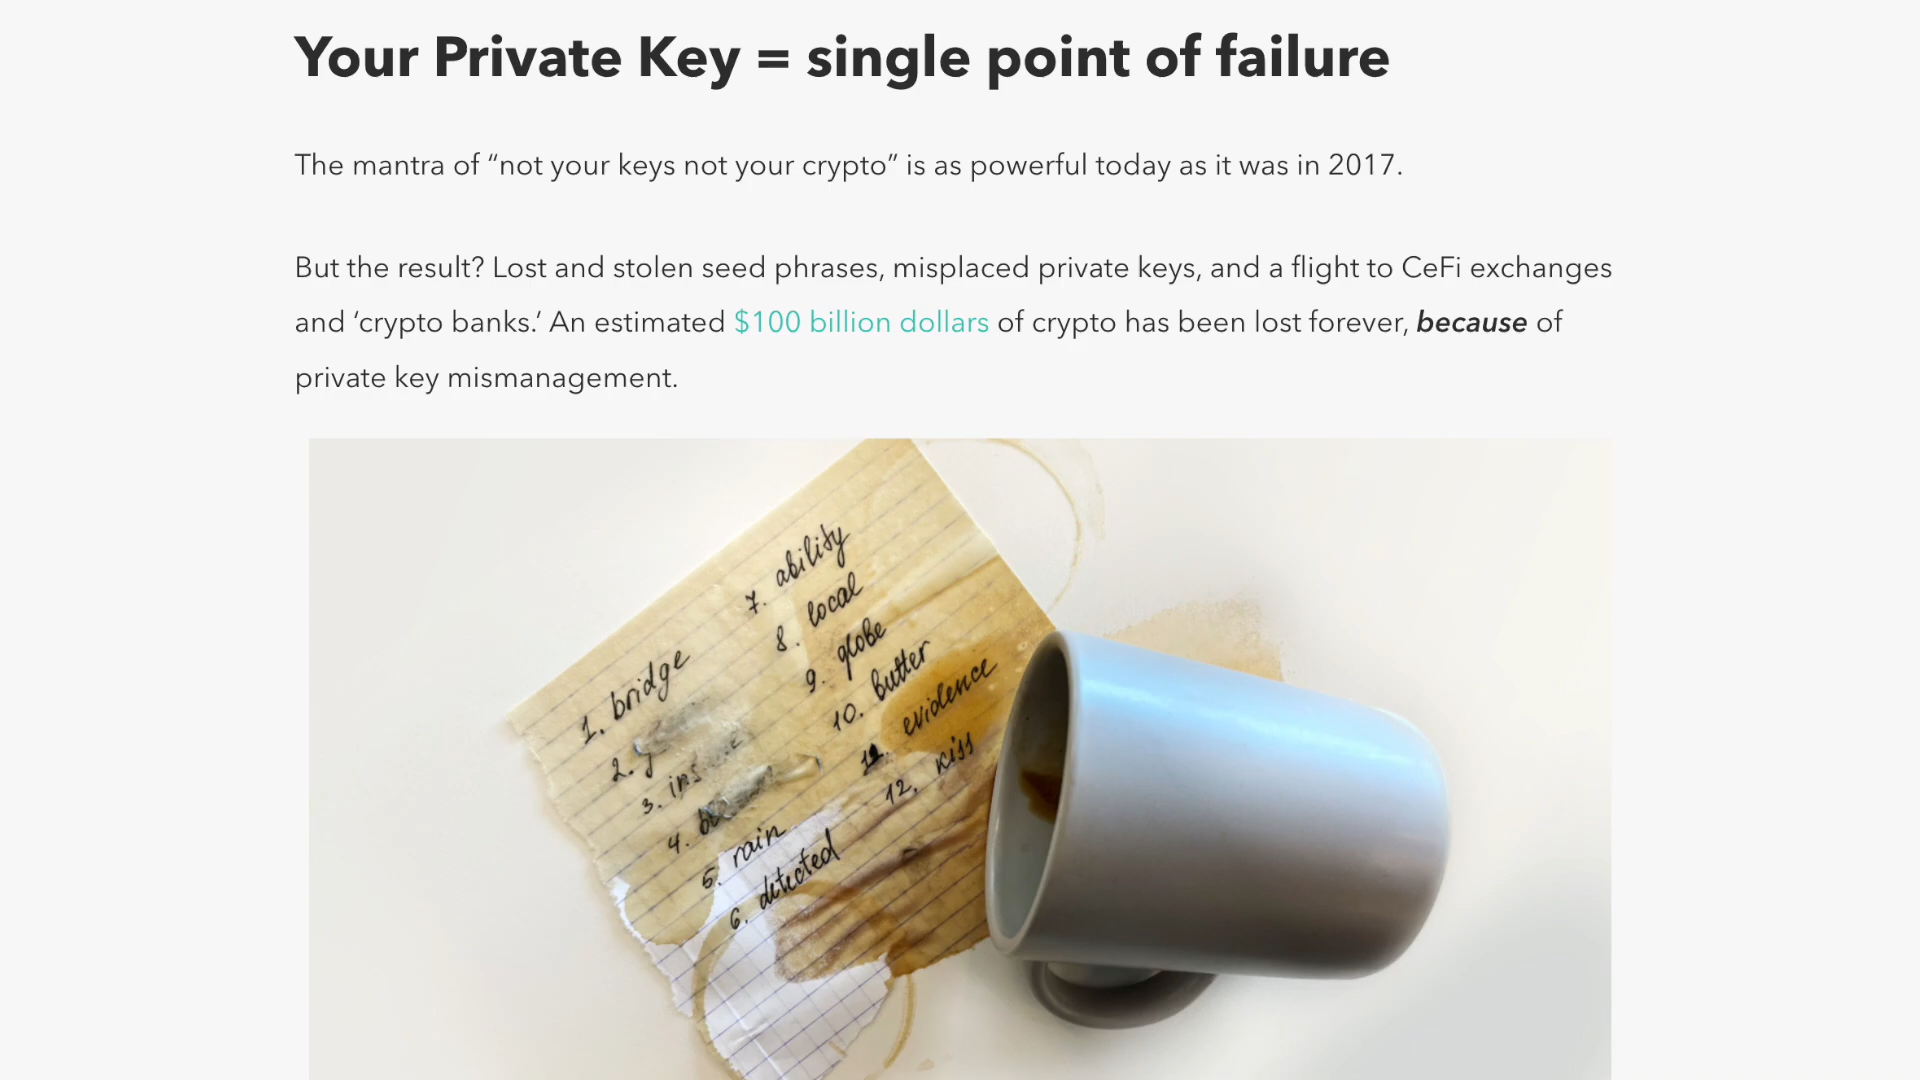 Your Private Key = single point of failure
The mantra of “not your keys not your crypto” is as powerful today as it was in 2017.
But the result? Lost and stolen seed phrases, misplaced private keys, and a flight to CeFi exchanges
and ‘crypto banks.’ An estimated $100 billion dollars of crypto has been lost forever, because of
private key mismanagement.
1. bridge
2.
3.
4.
5. rain
6. detected
7. ability
8. local
9. globe
10. butter
11. evidence
12. kiss